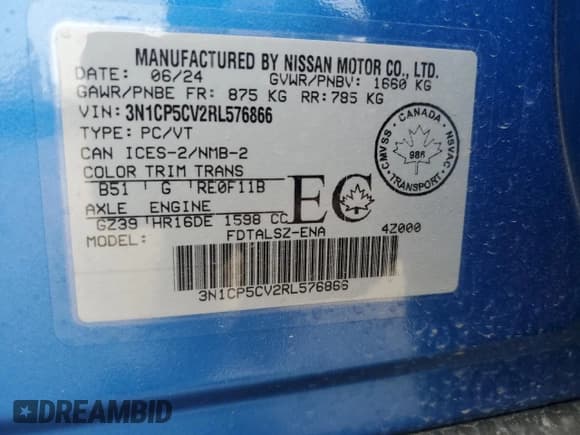 MANUFACTURED BY NISSAN MOTOR CO., LTD.
DATE: 06/24 GVWR/PNBV: 1660 KG
GAWR/PNBE FR: 875 KG RR: 785 KG
VIN: 3N1CP5CV2RL576866
TYPE: PC/VT
CAN ICES-2/NMB-2
COLOR TRIM TRANS
B51 G RE0F11B
AXLE ENGINE
GZ39 HR16DE 1598 CC
MODEL: FDTALSZ-ENA 4Z000
EC
CANADA
CMVSS NSVAC
986
TRANSPORT
3N1CP5CV2RL576866
DREAMBID